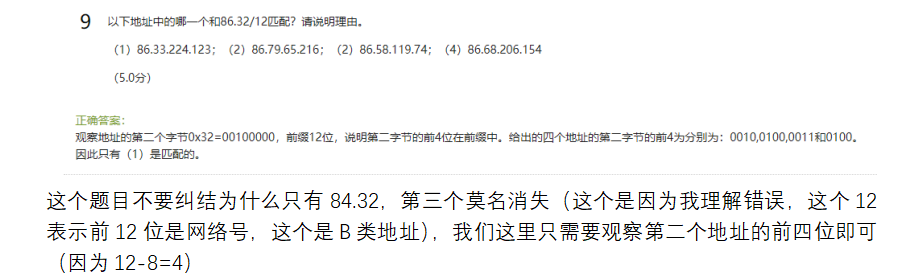 9 以下地址中的哪一个和86.32/12匹配？请说明理由。
（1）86.33.224.123；（2）86.79.65.216；（2）86.58.119.74；（4）86.68.206.154
（5.0分）
正确答案：
观察地址的第二个字节0x32=00100000，前缀12位，说明第二字节的前4位在前缀中。给出的四个地址的第二字节的前4为分别为：0010,0100,0011和0100。
因此只有（1）是匹配的。
这个题目不要纠结为什么只有 84.32，第三个莫名消失（这个是因为我理解错误，这个 12
表示前 12 位是网络号，这个是 B 类地址），我们这里只需要观察第二个地址的前四位即可
（因为 12-8=4）